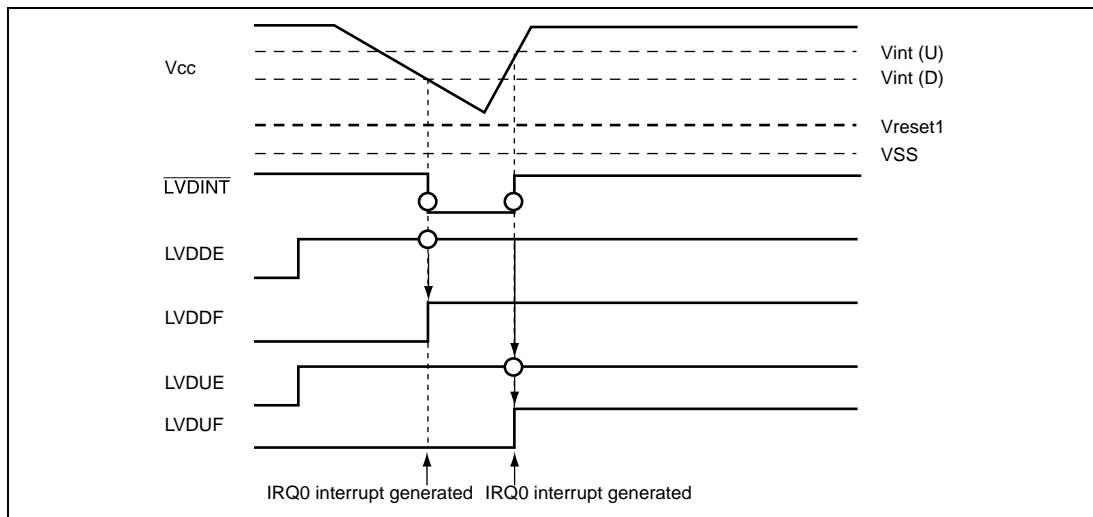 Vcc
Vint (U)
Vint (D)
Vreset1
VSS
LVDINT
LVDDE
LVDDF
LVDUE
LVDUF
IRQ0 interrupt generated IRQ0 interrupt generated